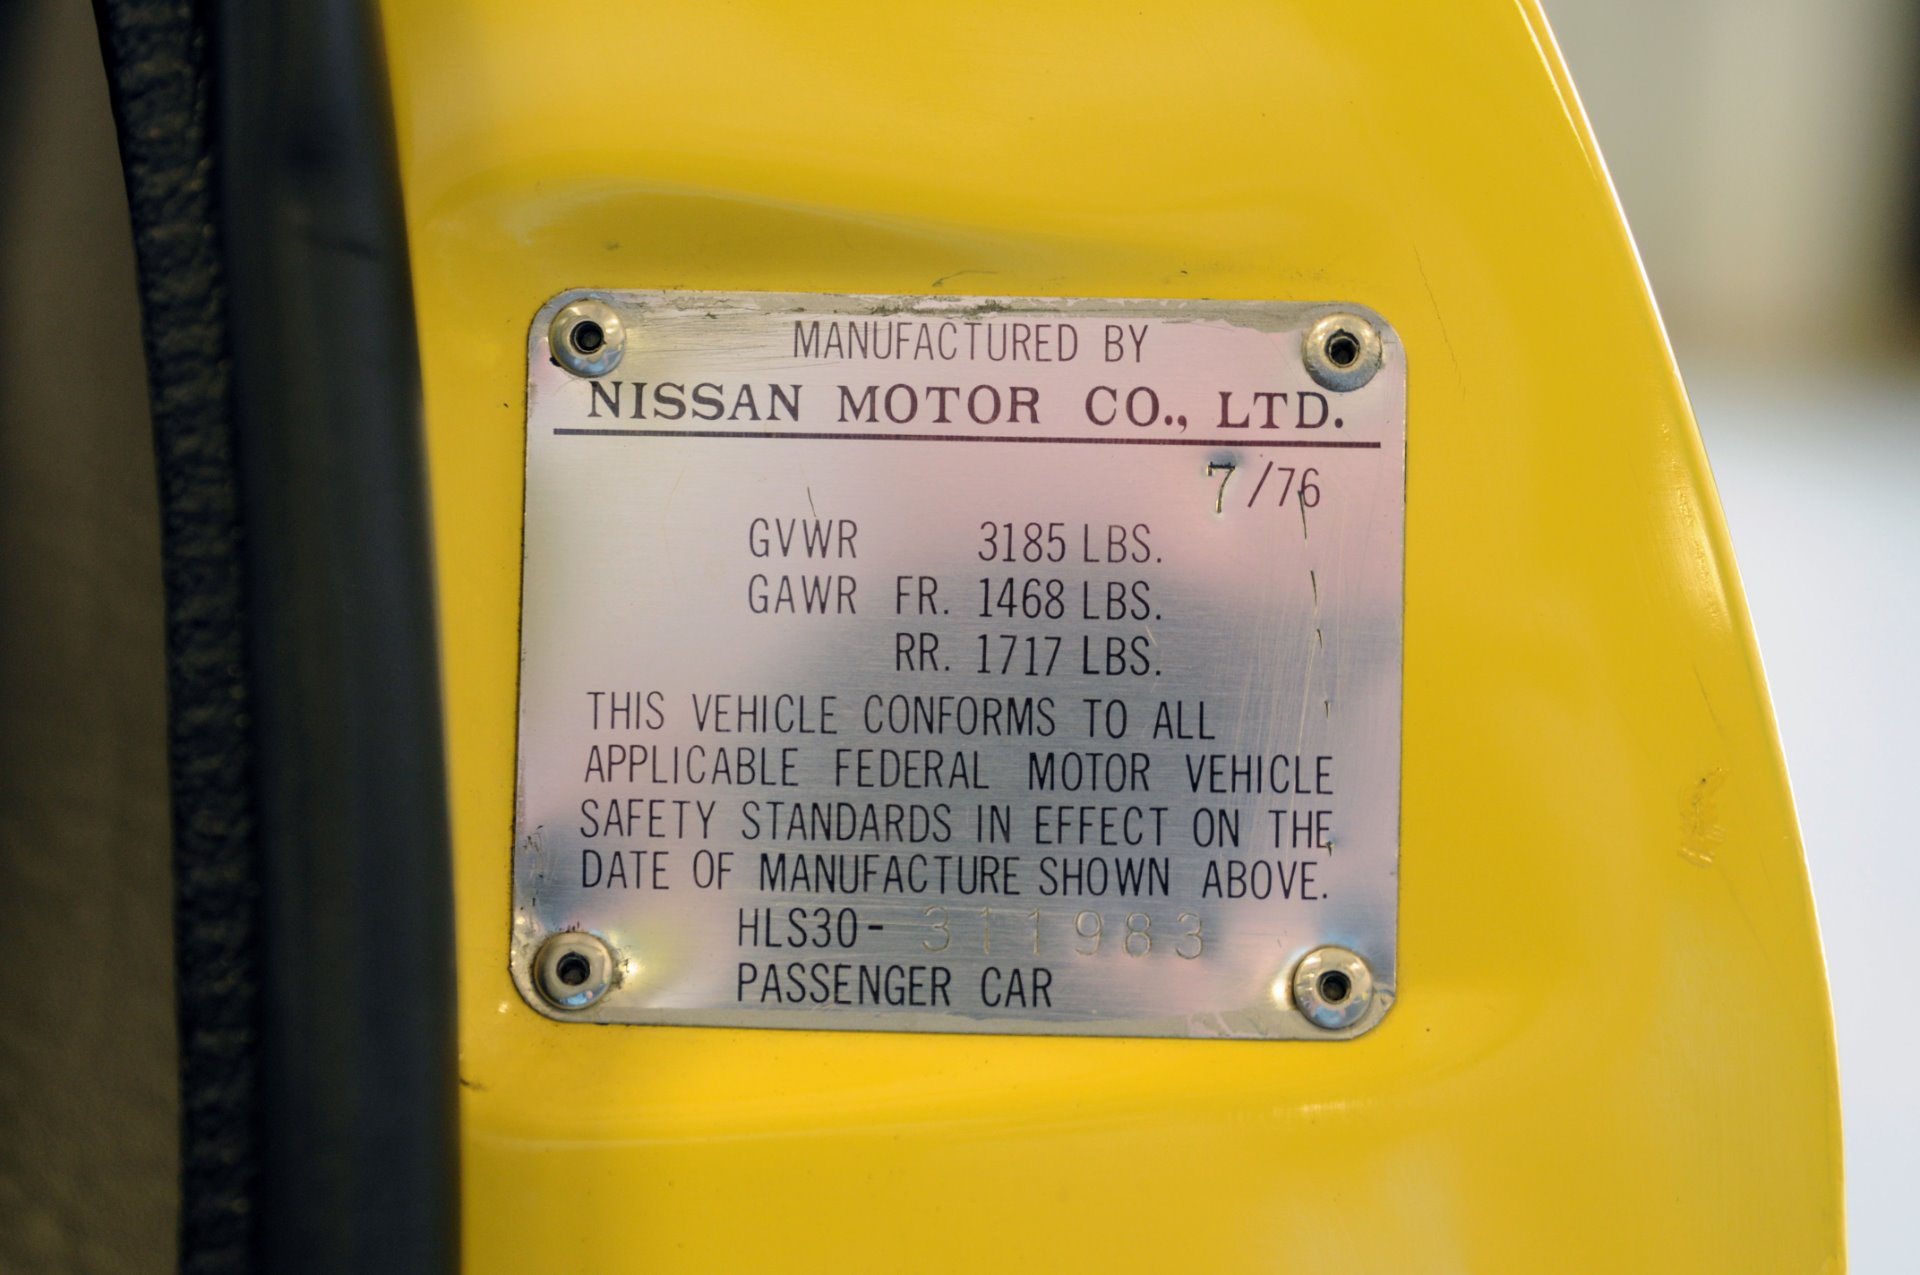 MANUFACTURED BY
NISSAN MOTOR CO., LTD.
7/76
GVWR 3185 LBS.
GAWR FR. 1468 LBS.
RR. 1717 LBS.
THIS VEHICLE CONFORMS TO ALL
APPLICABLE FEDERAL MOTOR VEHICLE
SAFETY STANDARDS IN EFFECT ON THE
DATE OF MANUFACTURE SHOWN ABOVE.
HLS30-311983
PASSENGER CAR